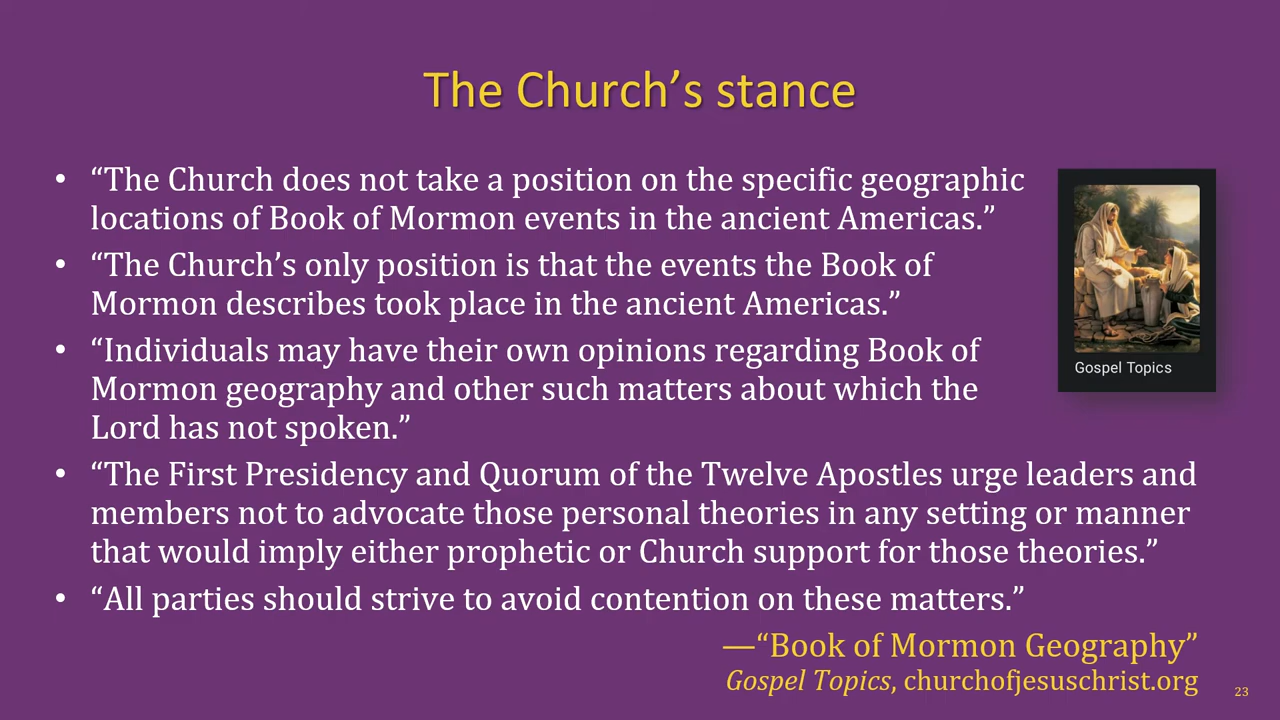 The Church’s stance
• “The Church does not take a position on the specific geographic
locations of Book of Mormon events in the ancient Americas.”
• “The Church’s only position is that the events the Book of
Mormon describes took place in the ancient Americas.”
• “Individuals may have their own opinions regarding Book of
Mormon geography and other such matters about which the
Lord has not spoken.”
Gospel Topics
• “The First Presidency and Quorum of the Twelve Apostles urge leaders and
members not to advocate those personal theories in any setting or manner
that would imply either prophetic or Church support for those theories.”
• “All parties should strive to avoid contention on these matters.”
—“Book of Mormon Geography”
Gospel Topics, churchofjesuschrist.org
23